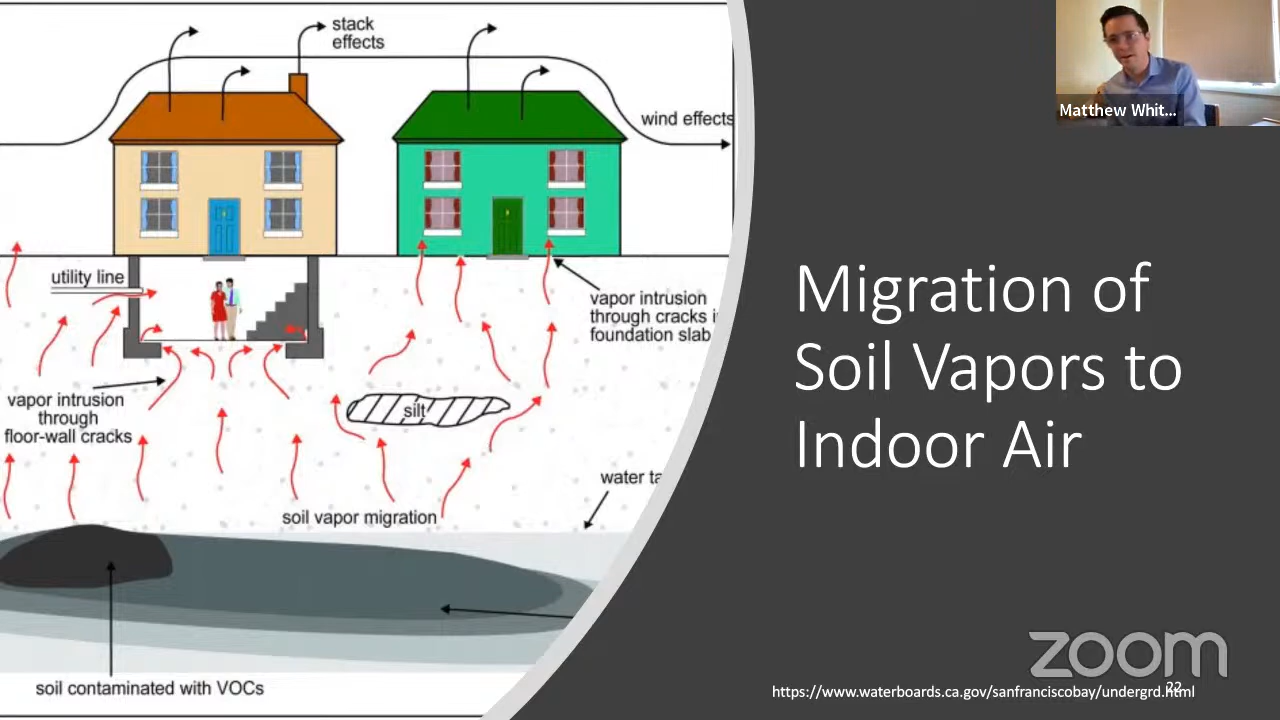 stack
effects
wind effects
utility line
vapor intrusion
through cracks i
foundation slab
vapor intrusion
through
floor-wall cracks
silt
water ta
soil vapor migration
soil contaminated with VOCs
Migration of
Soil Vapors to
Indoor Air
Matthew Whit...
zoom
22
https://www.waterboards.ca.gov/sanfranciscobay/undergrd.html